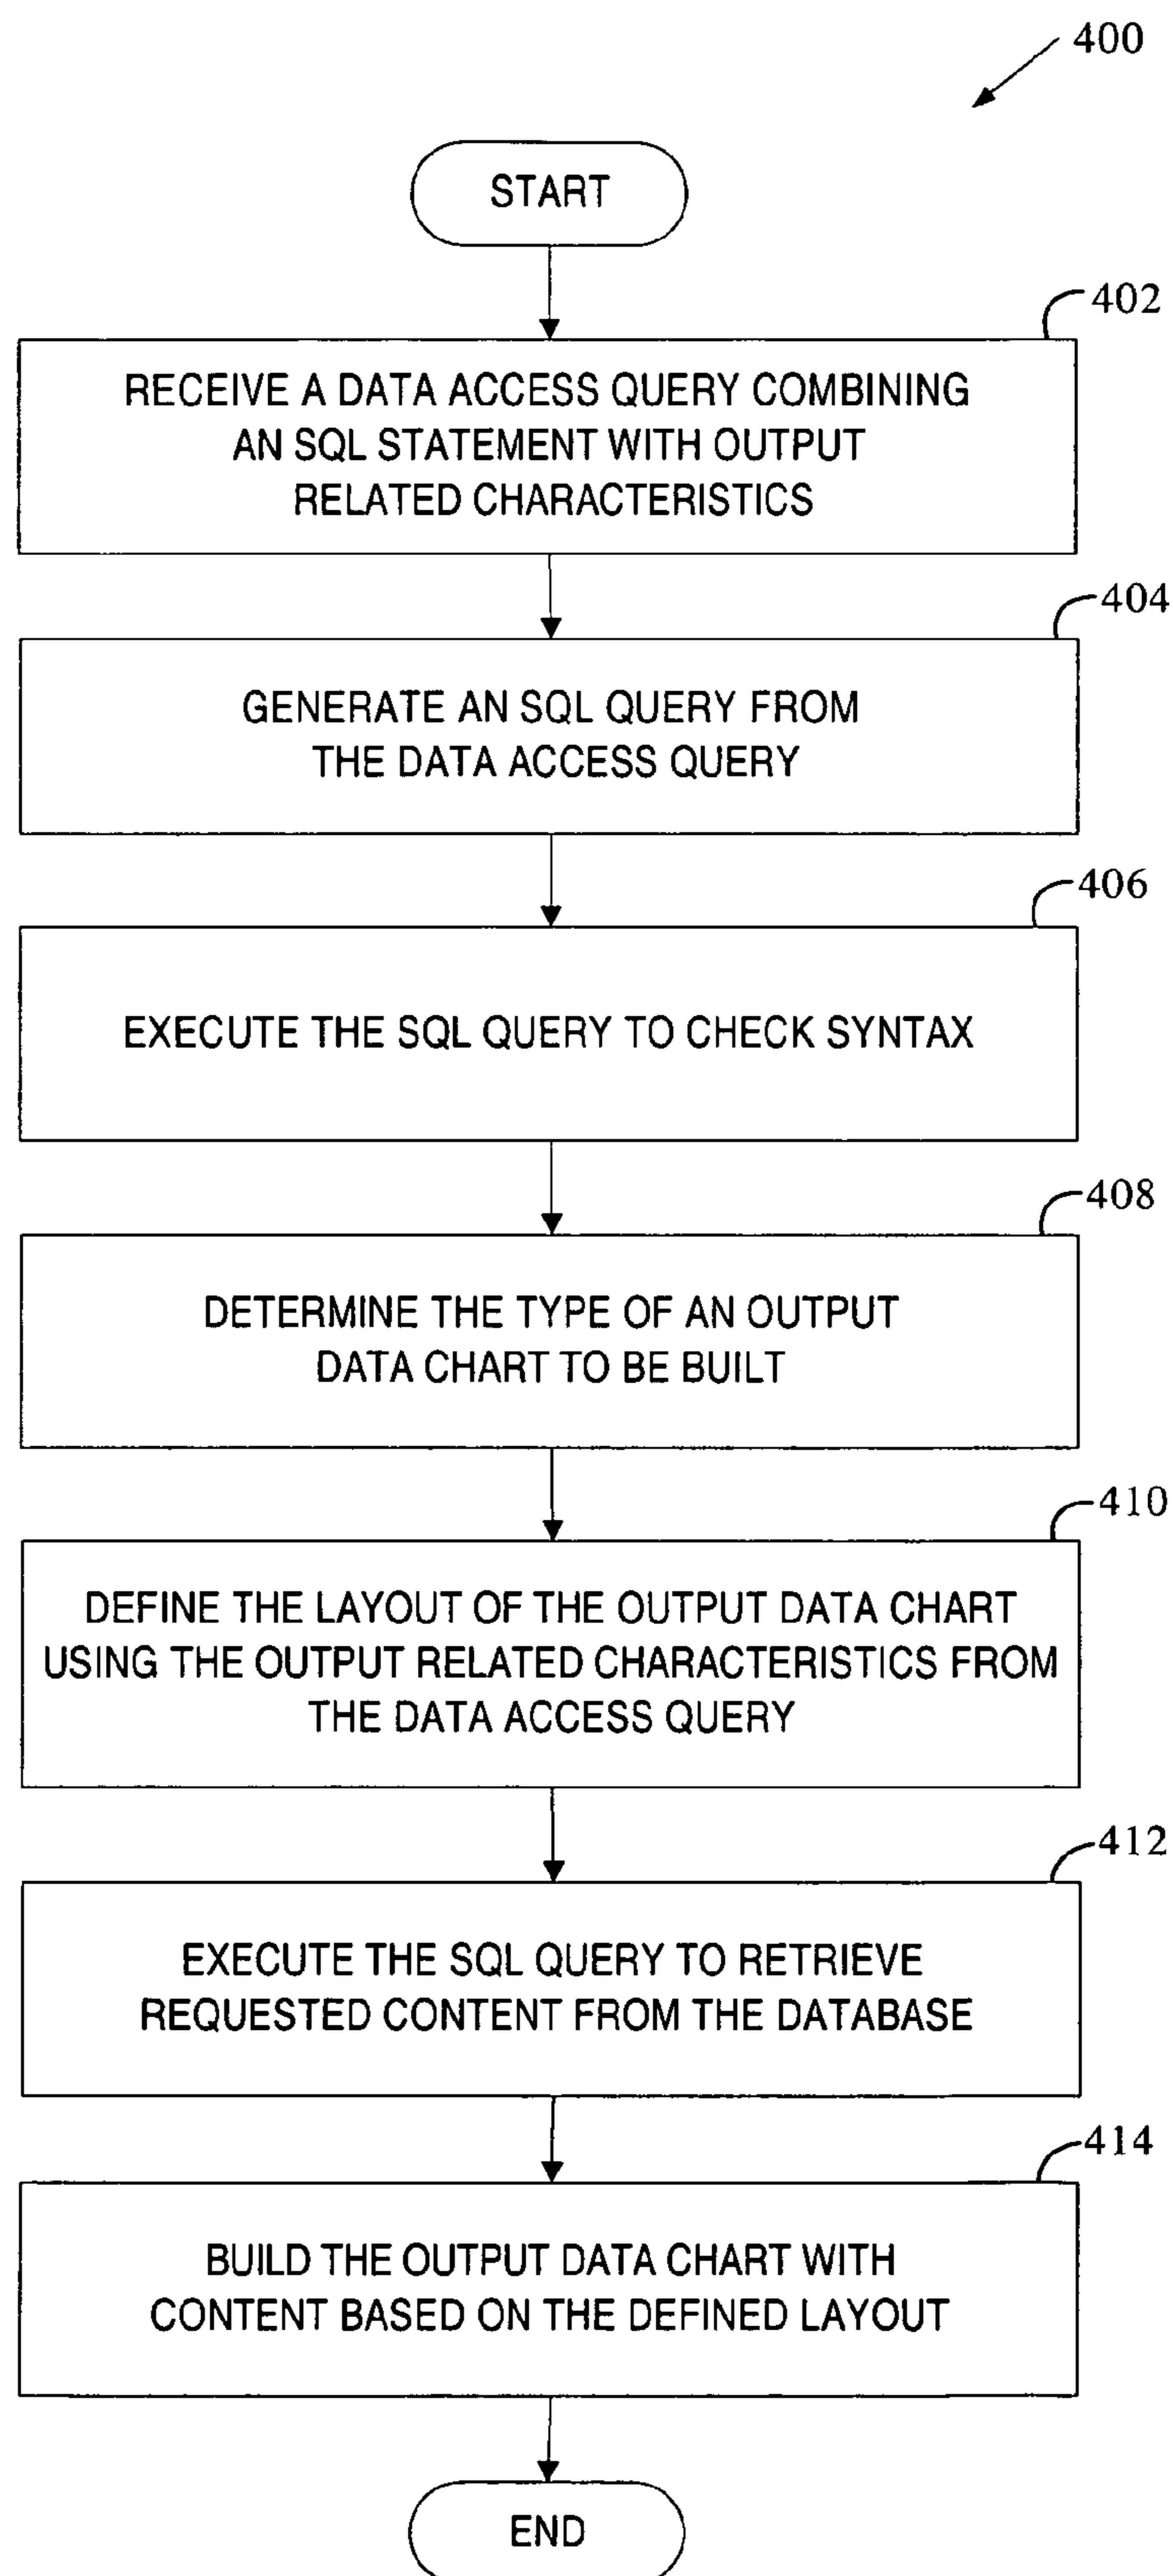 400
START
402
RECEIVE A DATA ACCESS QUERY COMBINING
AN SQL STATEMENT WITH OUTPUT
RELATED CHARACTERISTICS
404
GENERATE AN SQL QUERY FROM
THE DATA ACCESS QUERY
406
EXECUTE THE SQL QUERY TO CHECK SYNTAX
408
DETERMINE THE TYPE OF AN OUTPUT
DATA CHART TO BE BUILT
410
DEFINE THE LAYOUT OF THE OUTPUT DATA CHART
USING THE OUTPUT RELATED CHARACTERISTICS FROM
THE DATA ACCESS QUERY
412
EXECUTE THE SQL QUERY TO RETRIEVE
REQUESTED CONTENT FROM THE DATABASE
414
BUILD THE OUTPUT DATA CHART WITH
CONTENT BASED ON THE DEFINED LAYOUT
END